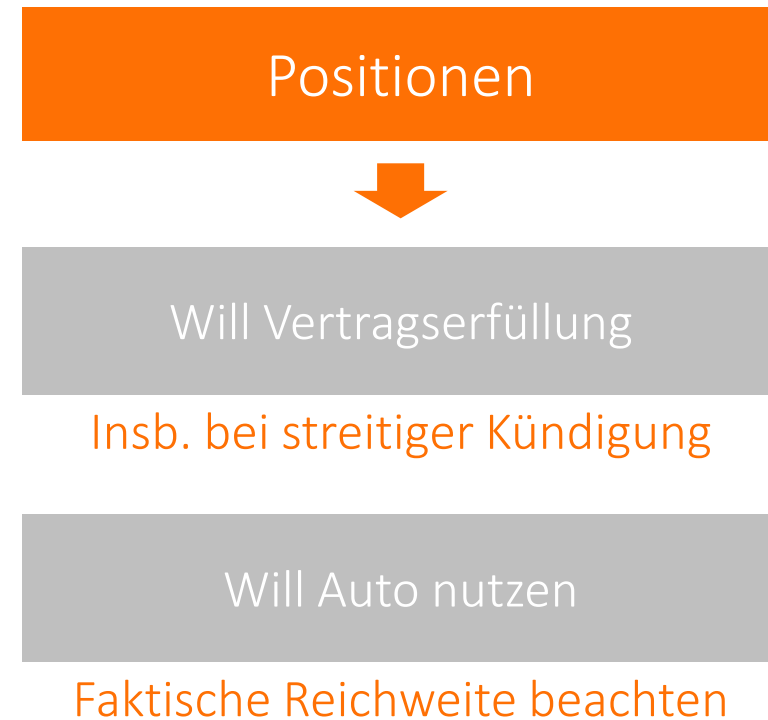 Positionen
Will Vertragserfüllung
Insb. bei streitiger Kündigung
Will Auto nutzen
Faktische Reichweite beachten